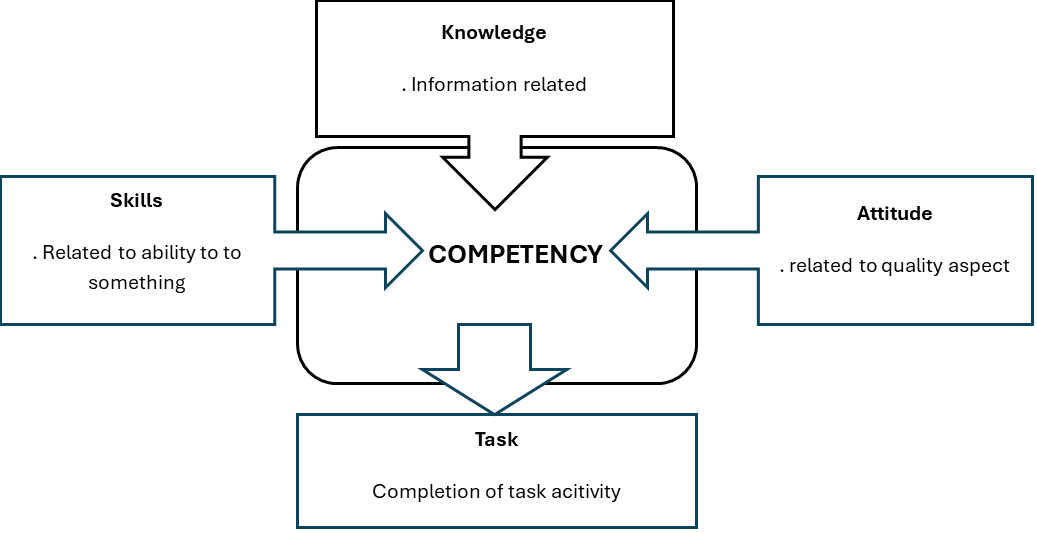 Knowledge
. Information related
Skills
. Related to ability to to
something
COMPETENCY
Attitude
. related to quality aspect
Task
Completion of task acitivity